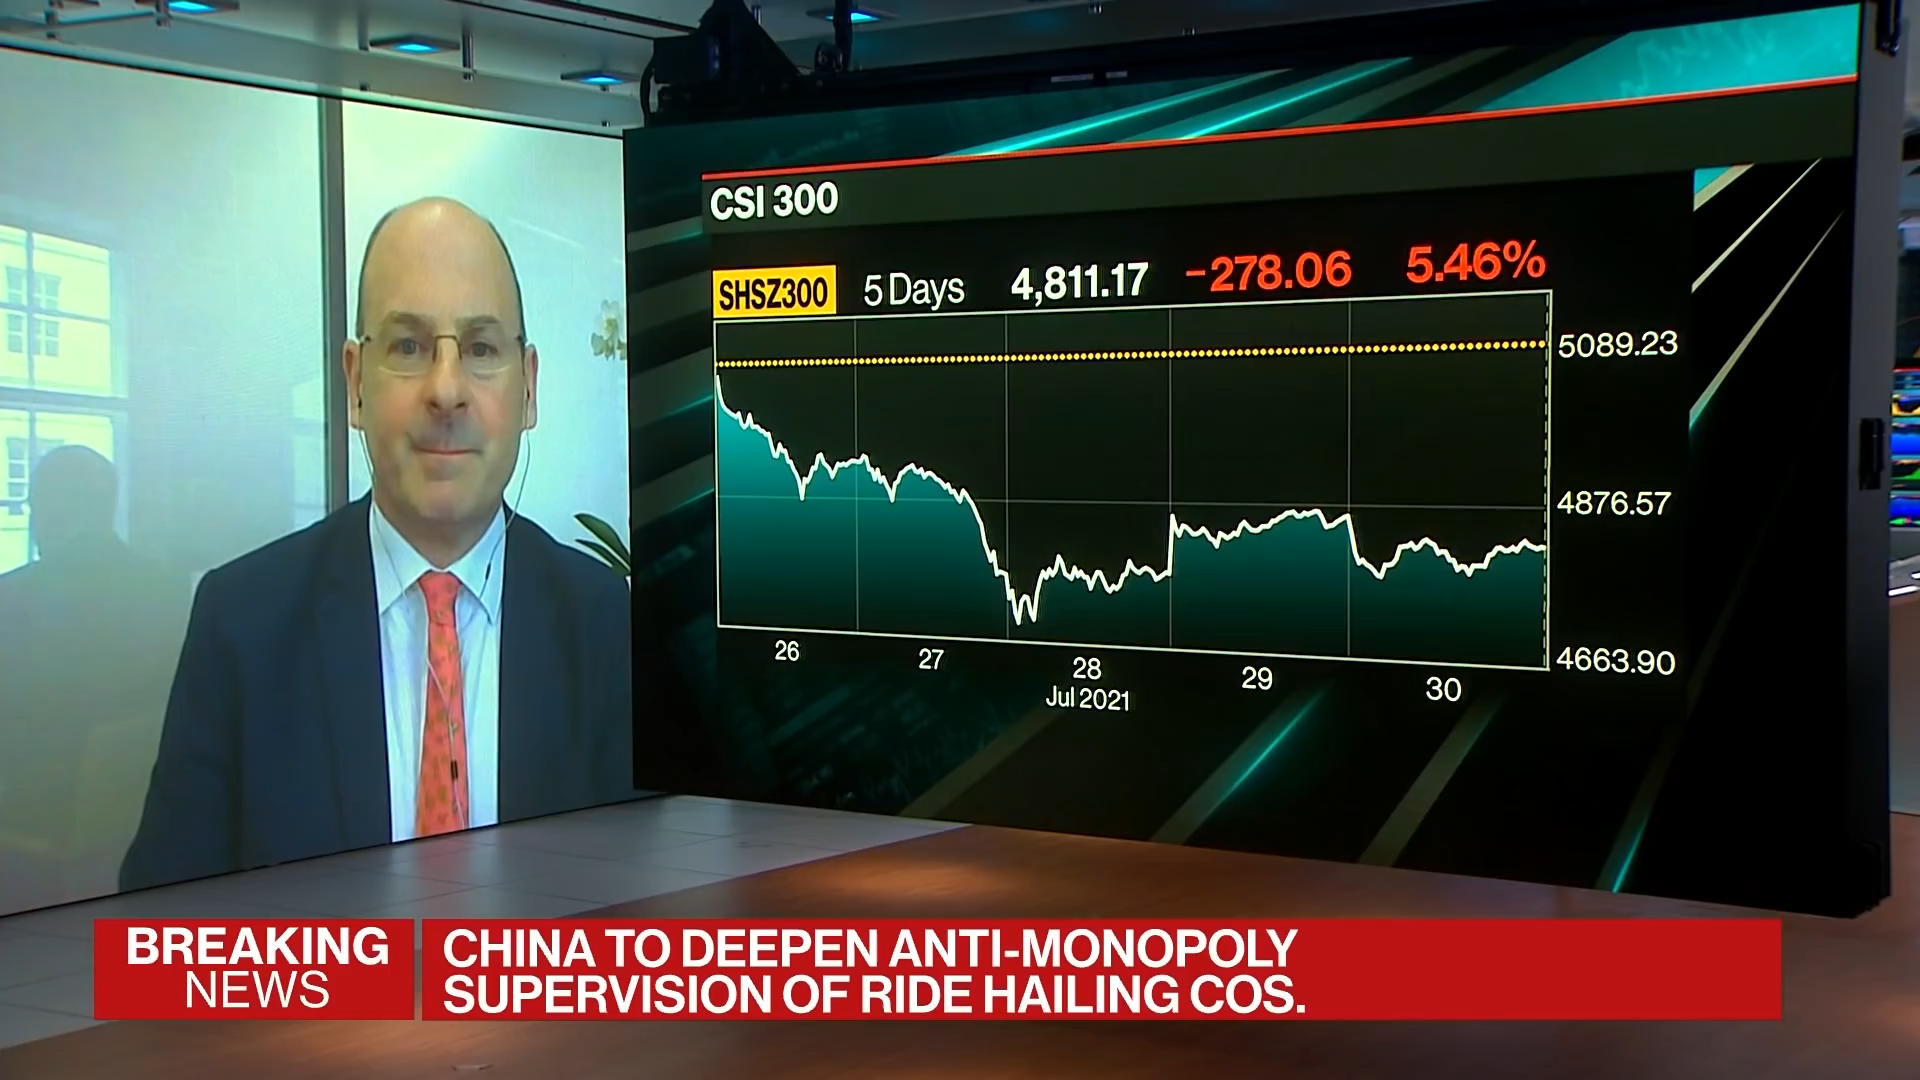 CSI 300
SHSZ300 5 Days 4,811.17 -278.06 5.46%
5089.23
4876.57
4663.90
26 27 28 29 30
Jul 2021
BREAKING
NEWS
CHINA TO DEEPEN ANTI-MONOPOLY
SUPERVISION OF RIDE HAILING COS.